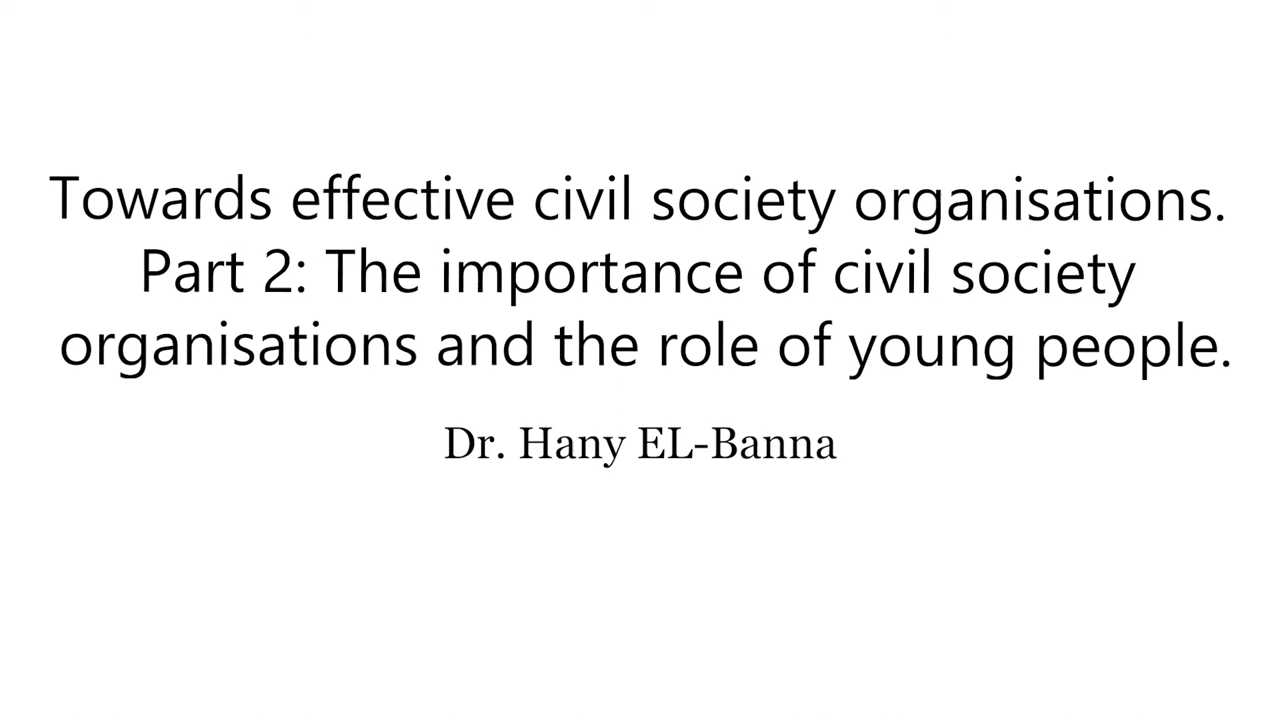 Towards effective civil society organisations.
Part 2: The importance of civil society
organisations and the role of young people.
Dr. Hany EL-Banna